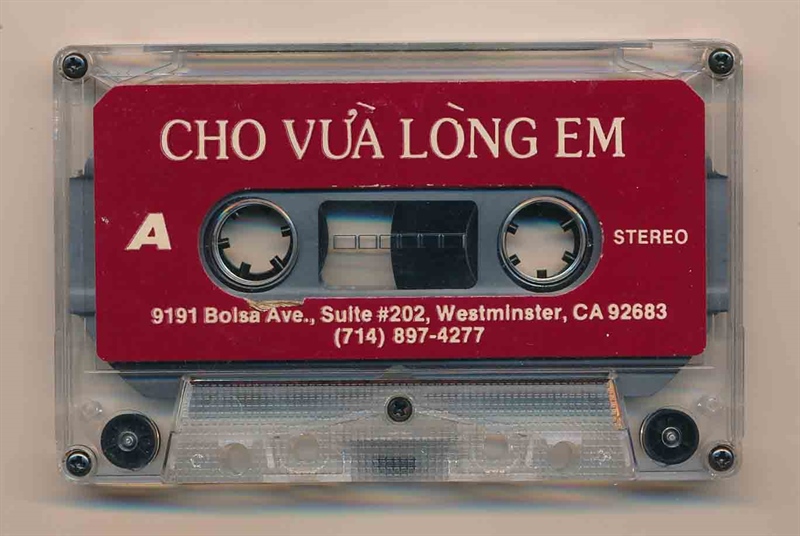 CHO VỪA LÒNG EM
A
STEREO
9191 Bolsa Ave., Suite #202, Westminster, CA 92683
(714) 897-4277